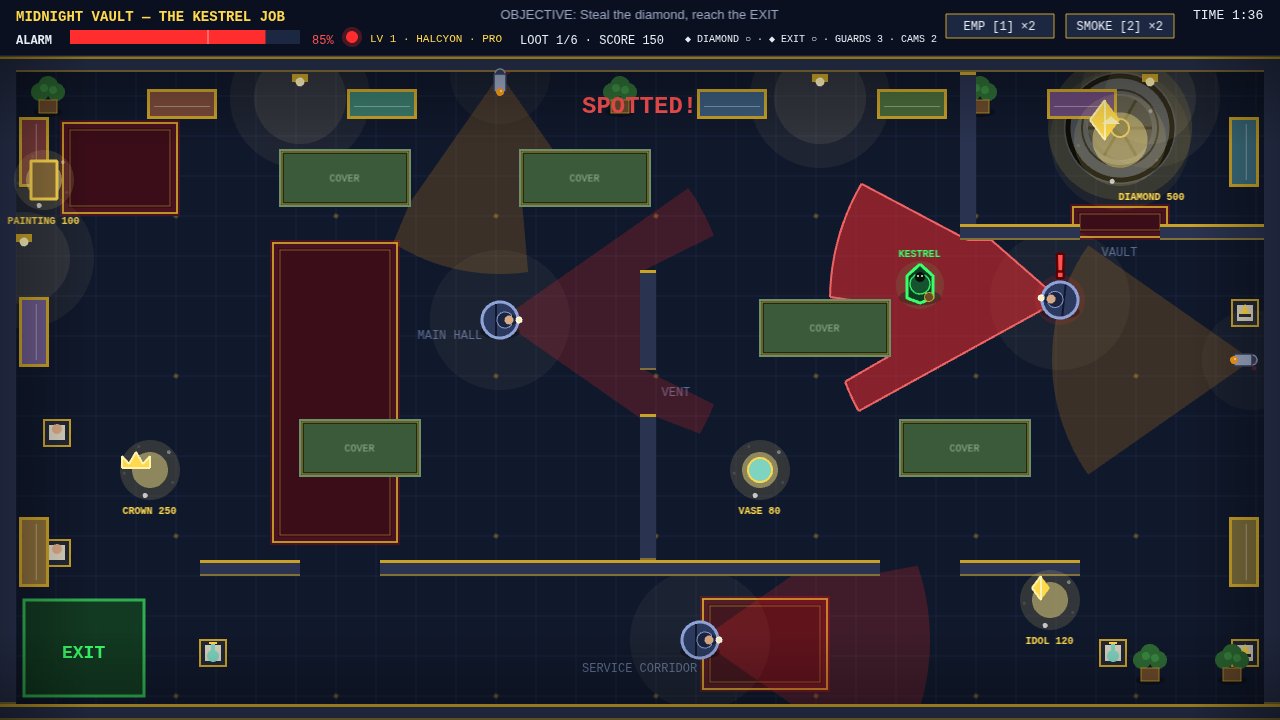 MIDNIGHT VAULT — THE KESTREL JOB
OBJECTIVE: Steal the diamond, reach the EXIT
EMP [1] ×2
SMOKE [2] ×2
TIME 1:36
ALARM
85%
LV 1 · HALCYON · PRO
LOOT 1/6 · SCORE 150
◆ DIAMOND ○ · ◆ EXIT ○ · GUARDS 3 · CAMS 2
SPOTTED!
COVER
COVER
DIAMOND 500
PAINTING 100
VAULT
KESTREL
!
COVER
MAIN HALL
VENT
COVER
COVER
CROWN 250
VASE 80
IDOL 120
EXIT
SERVICE CORRIDOR